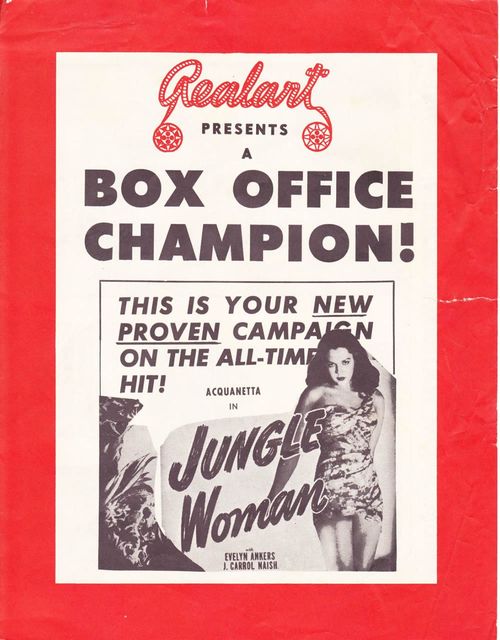 Realart
PRESENTS
A
BOX OFFICE
CHAMPION!
THIS IS YOUR NEW
PROVEN CAMPAIGN
ON THE ALL-TIME
HIT!
ACQUANETTA
IN
JUNGLE
Woman
with
EVELYN ANKERS
J. CARROL NAISH